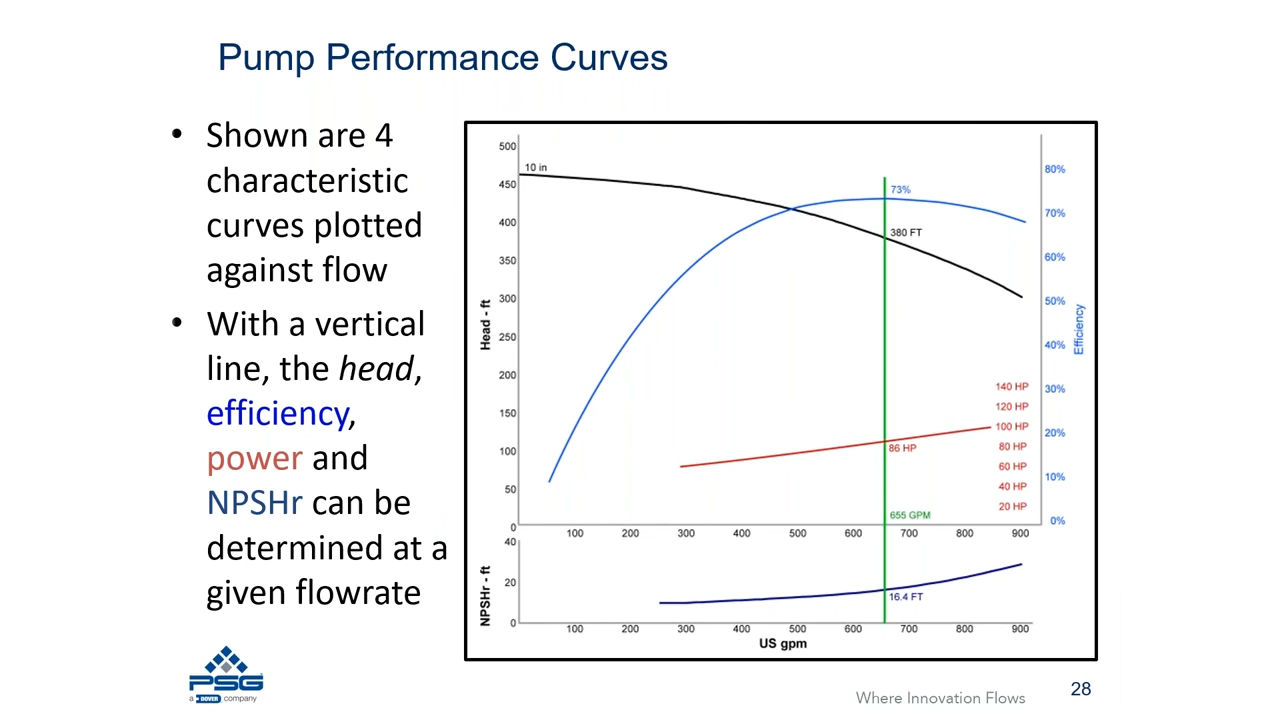 Pump Performance Curves
• Shown are 4
characteristic
curves plotted
against flow
• With a vertical
line, the head,
efficiency,
power and
NPSHr can be
determined at a
given flowrate
500
450
400
350
300
250
200
150
100
50
0
Head - ft
10 in
73%
380 FT
86 HP
655 GPM
80%
70%
60%
50%
40%
30%
20%
10%
0%
Efficiency
140 HP
120 HP
100 HP
80 HP
60 HP
40 HP
20 HP
100 200 300 400 500 600 700 800 900
40
20
0
NPSHr - ft
16.4 FT
100 200 300 400 500 600 700 800 900
US gpm
PSG
a DOVER company
Where Innovation Flows
28